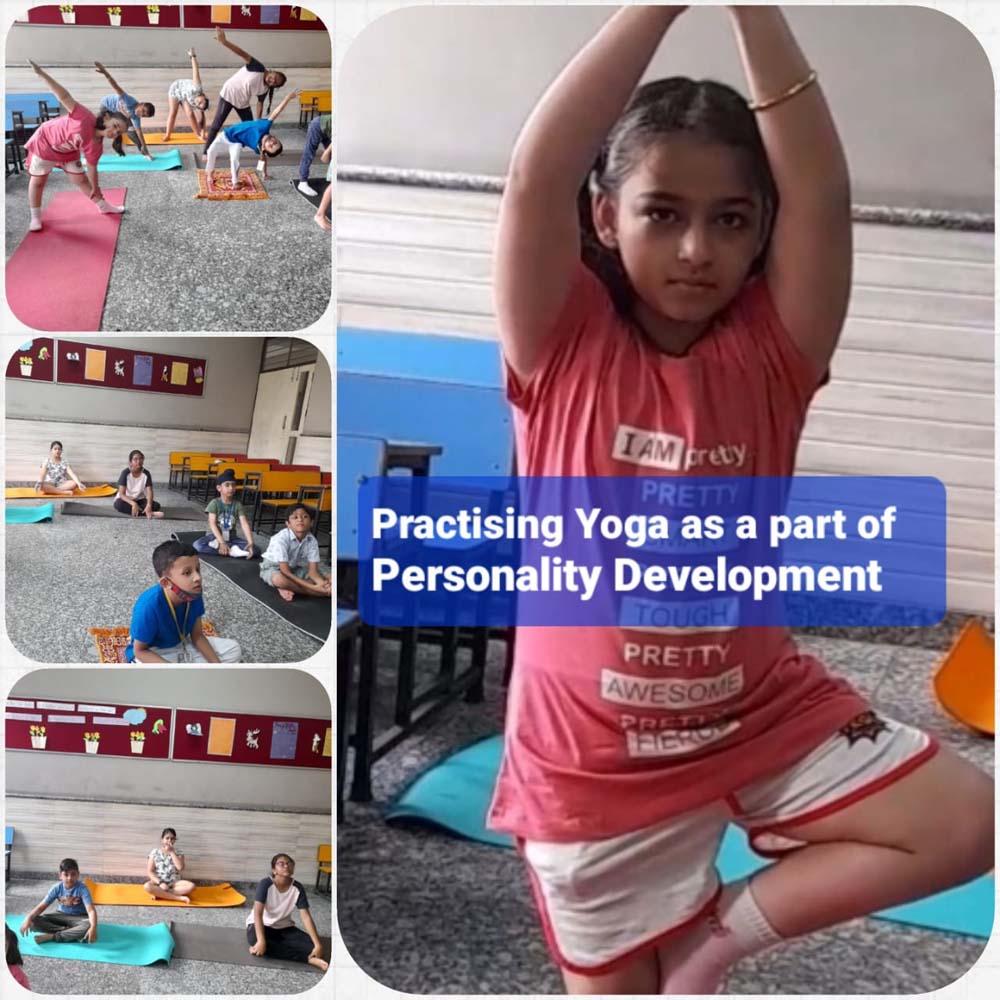 Practising Yoga as a part of
Personality Development
I AM pretty
PRETTY
TOUGH
PRETTY
AWESOME
PRETTY
HERO